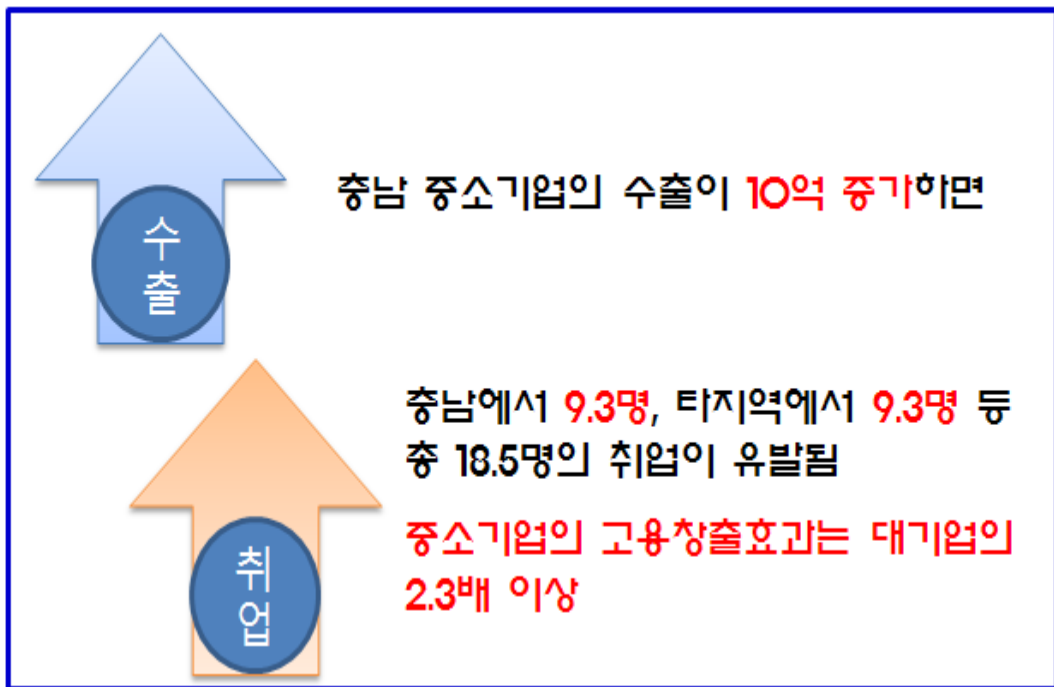 수출
충남 중소기업의 수출이 10억 증가하면
충남에서 9.3명, 타지역에서 9.3명 등
총 18.5명의 취업이 유발됨
중소기업의 고용창출효과는 대기업의
2.3배 이상
취업